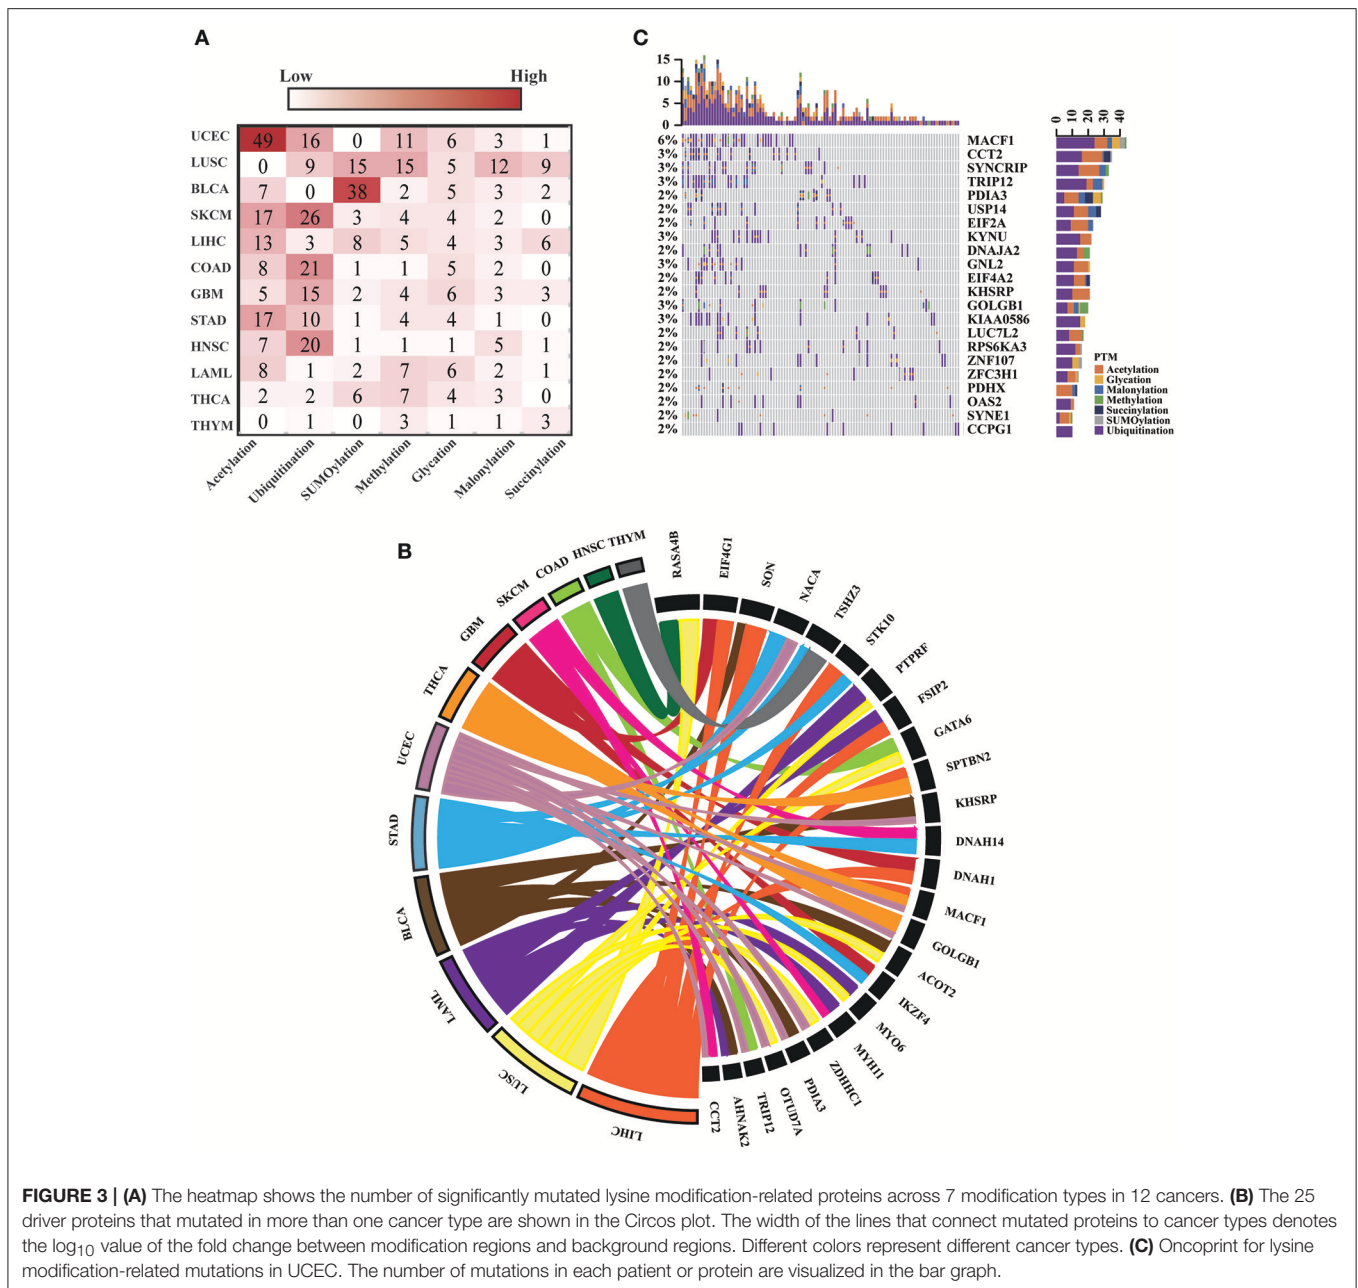 A
Low High
UCEC 49 16 0 11 6 3 1
LUSC 0 9 15 15 5 12 9
BLCA 7 0 38 2 5 3 2
SKCM 17 26 3 4 4 2 0
LIHC 13 3 8 5 4 3 6
COAD 8 21 1 1 5 2 0
GBM 5 15 2 4 6 3 3
STAD 17 10 1 4 4 1 0
HNSC 7 20 1 1 1 5 1
LAML 8 1 2 7 6 2 1
THCA 2 2 6 7 4 3 0
THYM 0 1 0 3 1 1 3
Acetylation Ubiquitination SUMOylation Methylation Glycation Malonylation Succinylation
C
15
10
5
0
0 10 20 30 40
6% MACF1
3% CCT2
3% SYNCRIP
3% TRIP12
2% PDIA3
2% USP14
2% EIF2A
3% KYNU
2% DNAJA2
3% GNL2
2% EIF4A2
2% KHSRP
3% GOLGB1
3% KIAA0586
2% LUC7L2
2% RPS6KA3
2% ZNF107
2% ZFC3H1
2% PDHX
2% OAS2
2% SYNE1
2% CCPG1
PTM
Acetylation
Glycation
Malonylation
Methylation
Succinylation
SUMOylation
Ubiquitination
B
THYM
HNSC
COAD
SKCM
GBM
THCA
UCEC
STAD
BLCA
LAML
LUSC
LIHC
RASA4B
EIF4G1
SON
NACA
TSHZ3
STK10
PTPRF
FSIP2
GATA6
SPTBN2
KHSRP
DNAH14
DNAH1
MACF1
GOLGB1
ACOT2
IKZF4
MYO6
MYH11
ZDHHC1
PDIA3
OTUD7A
TRIP12
AHNAK2
CCT2
FIGURE 3 | (A) The heatmap shows the number of significantly mutated lysine modification-related proteins across 7 modification types in 12 cancers. (B) The 25
driver proteins that mutated in more than one cancer type are shown in the Circos plot. The width of the lines that connect mutated proteins to cancer types denotes
the log10 value of the fold change between modification regions and background regions. Different colors represent different cancer types. (C) Oncoprint for lysine
modification-related mutations in UCEC. The number of mutations in each patient or protein are visualized in the bar graph.